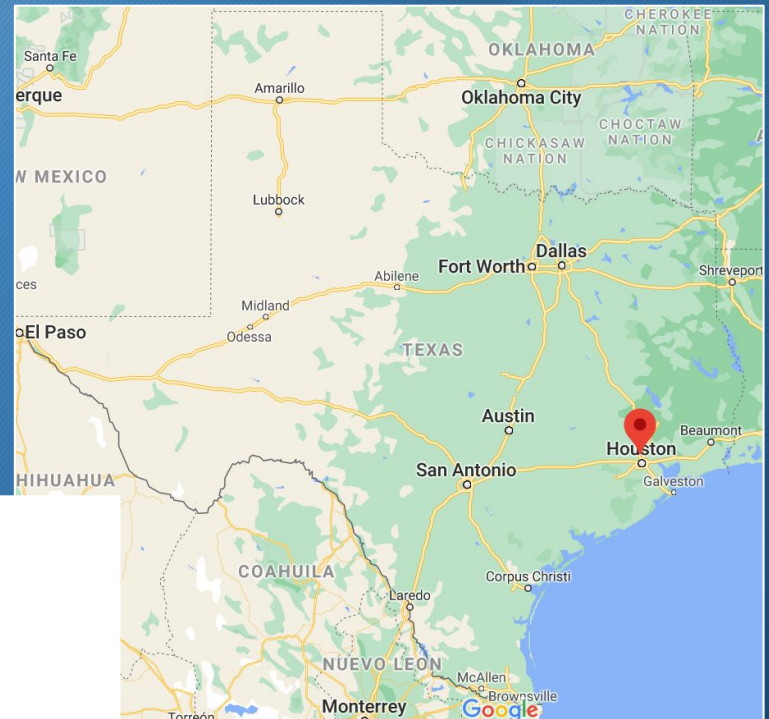 CHEROKEE
NATION
Santa Fe
OKLAHOMA
erque
Amarillo
Oklahoma City
CHICKASAW
NATION
CHOCTAW
NATION
W MEXICO
Lubbock
Dallas
Fort Worth
Shreveport
ces
Abilene
Midland
Odessa
El Paso
TEXAS
Austin
Beaumont
Houston
San Antonio
Galveston
HIHUAHUA
COAHUILA
Corpus Christi
Laredo
NUEVO LEON
McAllen
Brownsville
Monterrey
Google
Torreón